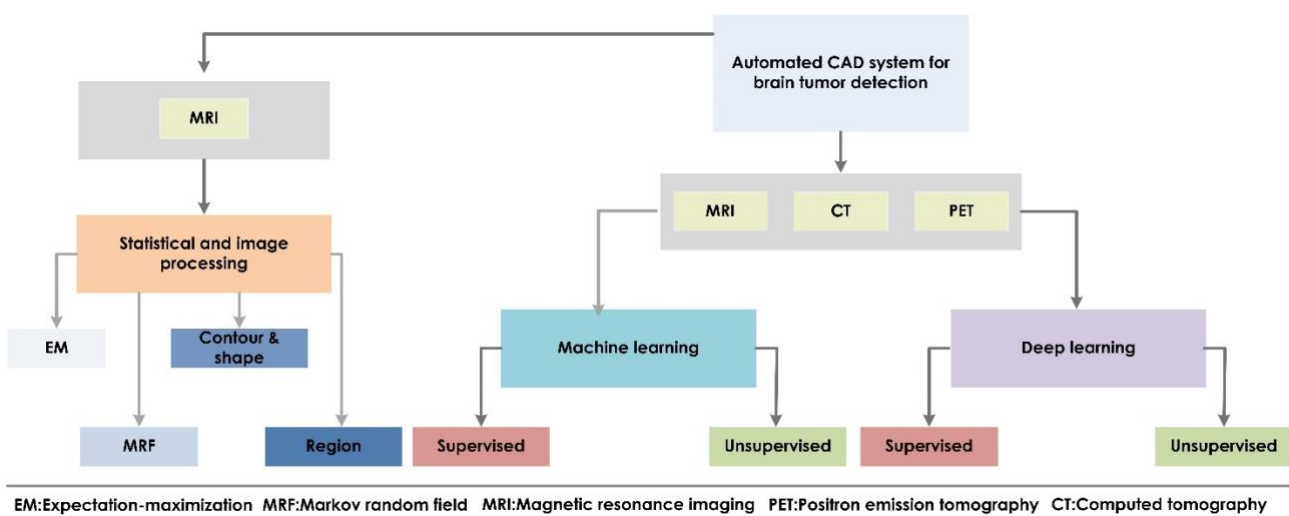 Automated CAD system for
brain tumor detection
MRI
MRI
CT
PET
Statistical and image
processing
EM
Contour &
shape
Machine learning
Deep learning
MRF
Region
Supervised
Unsupervised
Supervised
Unsupervised
EM:Expectation-maximization MRF:Markov random field MRI:Magnetic resonance imaging PET:Positron emission tomography CT:Computed tomography